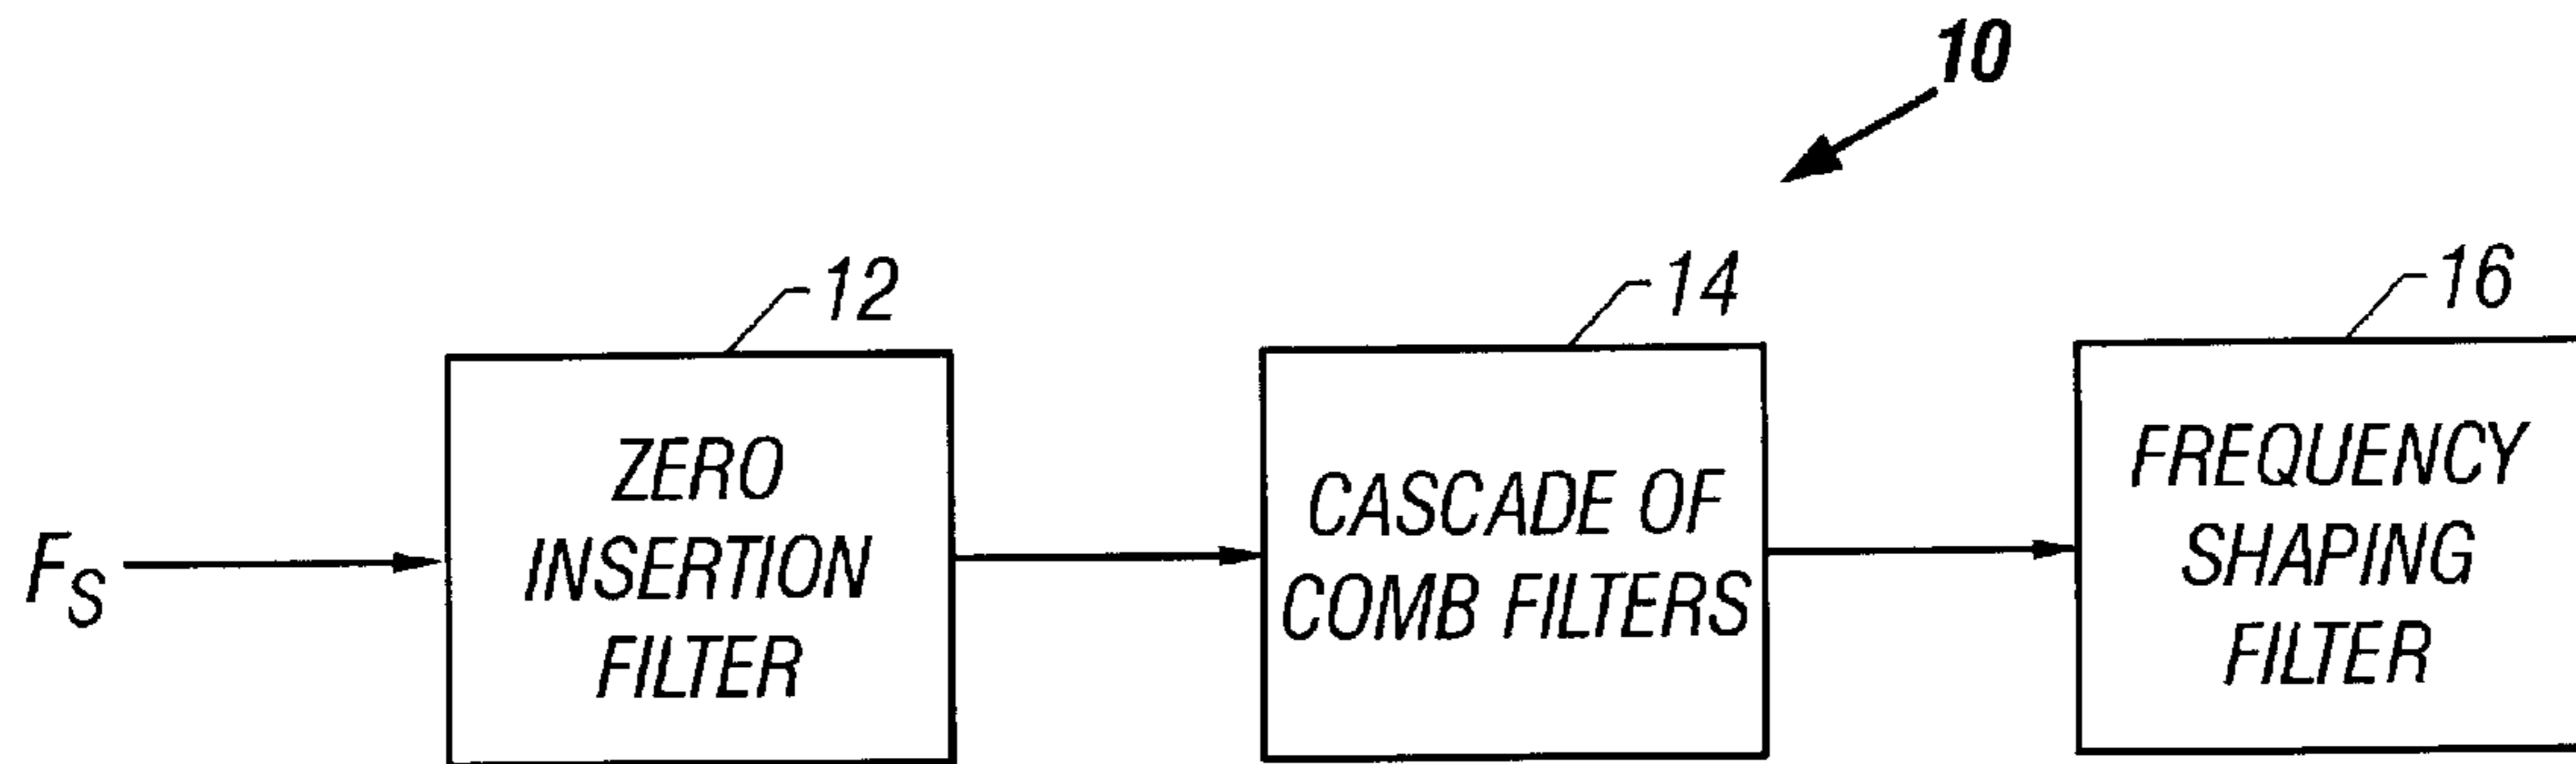 10
12
14
16
F_S
ZERO
INSERTION
FILTER
CASCADE OF
COMB FILTERS
FREQUENCY
SHAPING
FILTER